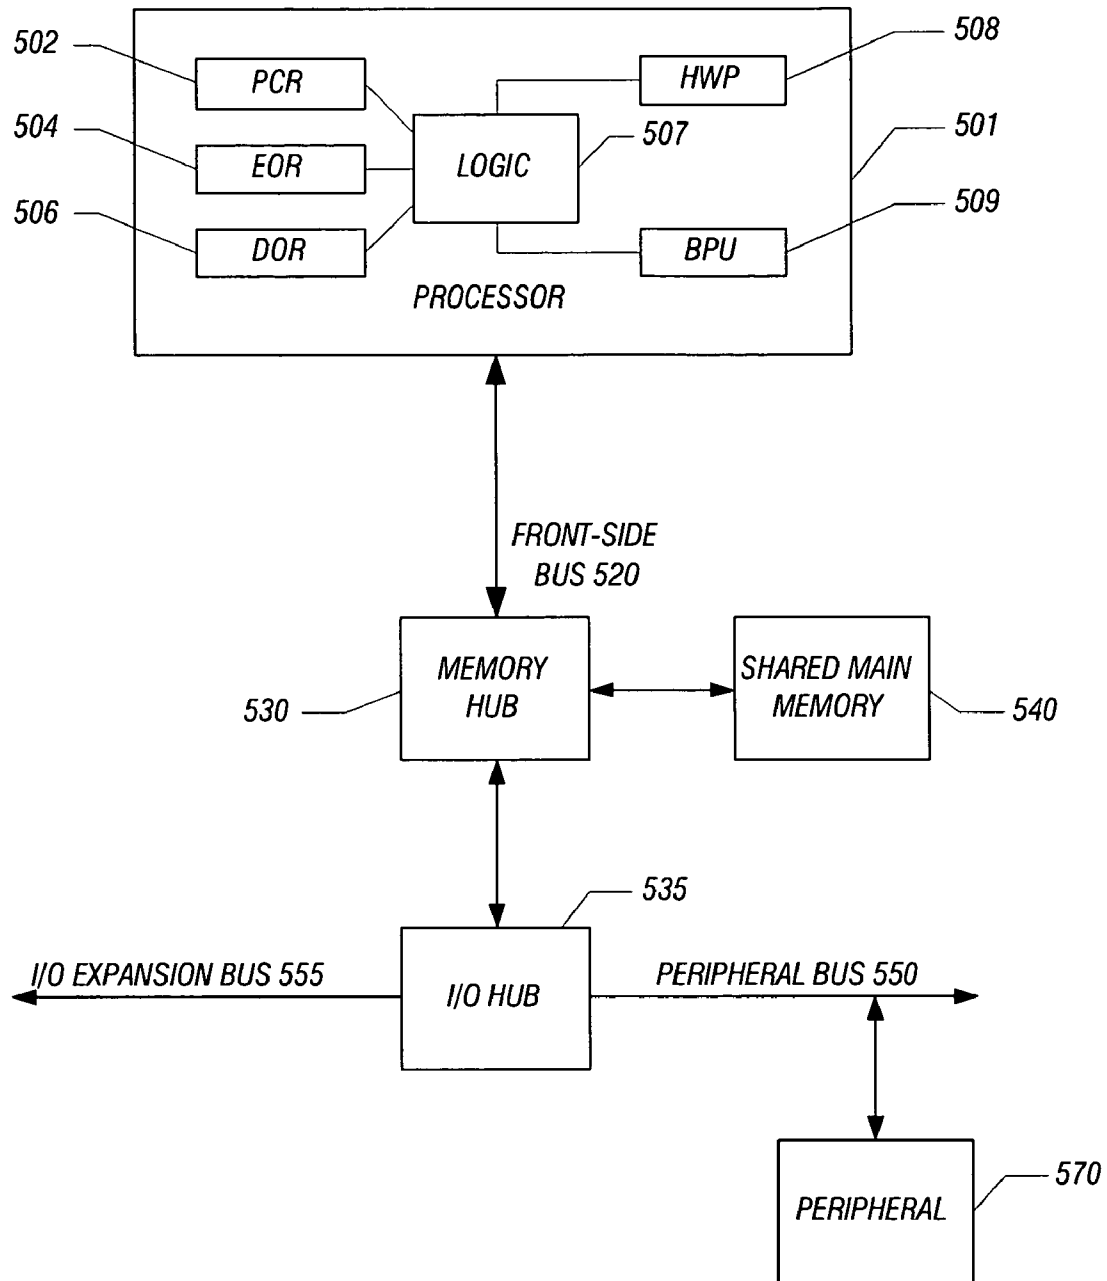 502
PCR
HWP
508
504
EOR
LOGIC
507
501
506
DOR
BPU
509
PROCESSOR
FRONT-SIDE
BUS 520
MEMORY
HUB
530
SHARED MAIN
MEMORY
540
535
I/O EXPANSION BUS 555
I/O HUB
PERIPHERAL BUS 550
PERIPHERAL
570